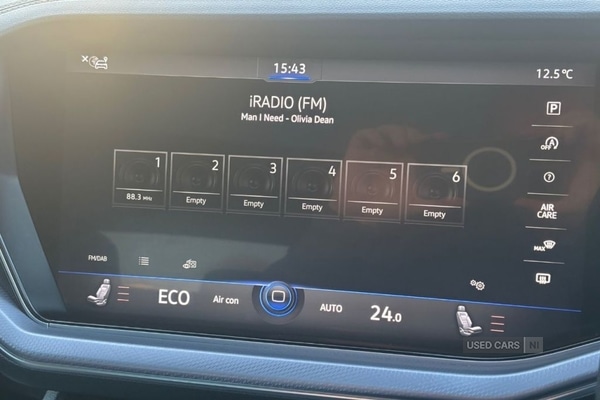 15:43
12.5°C
iRADIO (FM)
Man I Need - Olivia Dean
P
1 2 3 4 5 6
88.3 MHz Empty Empty Empty Empty Empty
OFF A
?
AIR CARE
MAX
FM/DAB
ECO Air con AUTO 24.0
USED CARS NI